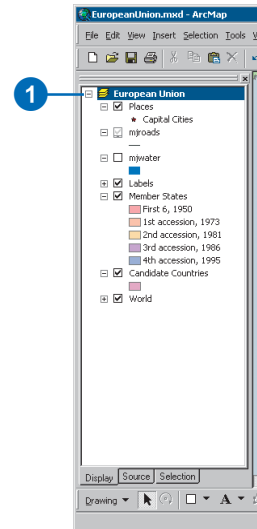 EuropeanUnion.mxd - ArcMap
File Edit View Insert Selection Tools
1
European Union
Places
Capital Cities
mjroads
mjwater
Labels
Member States
First 6, 1950
1st accession, 1973
2nd accession, 1981
3rd accession, 1986
4th accession, 1995
Candidate Countries
World
Display Source Selection
Drawing A